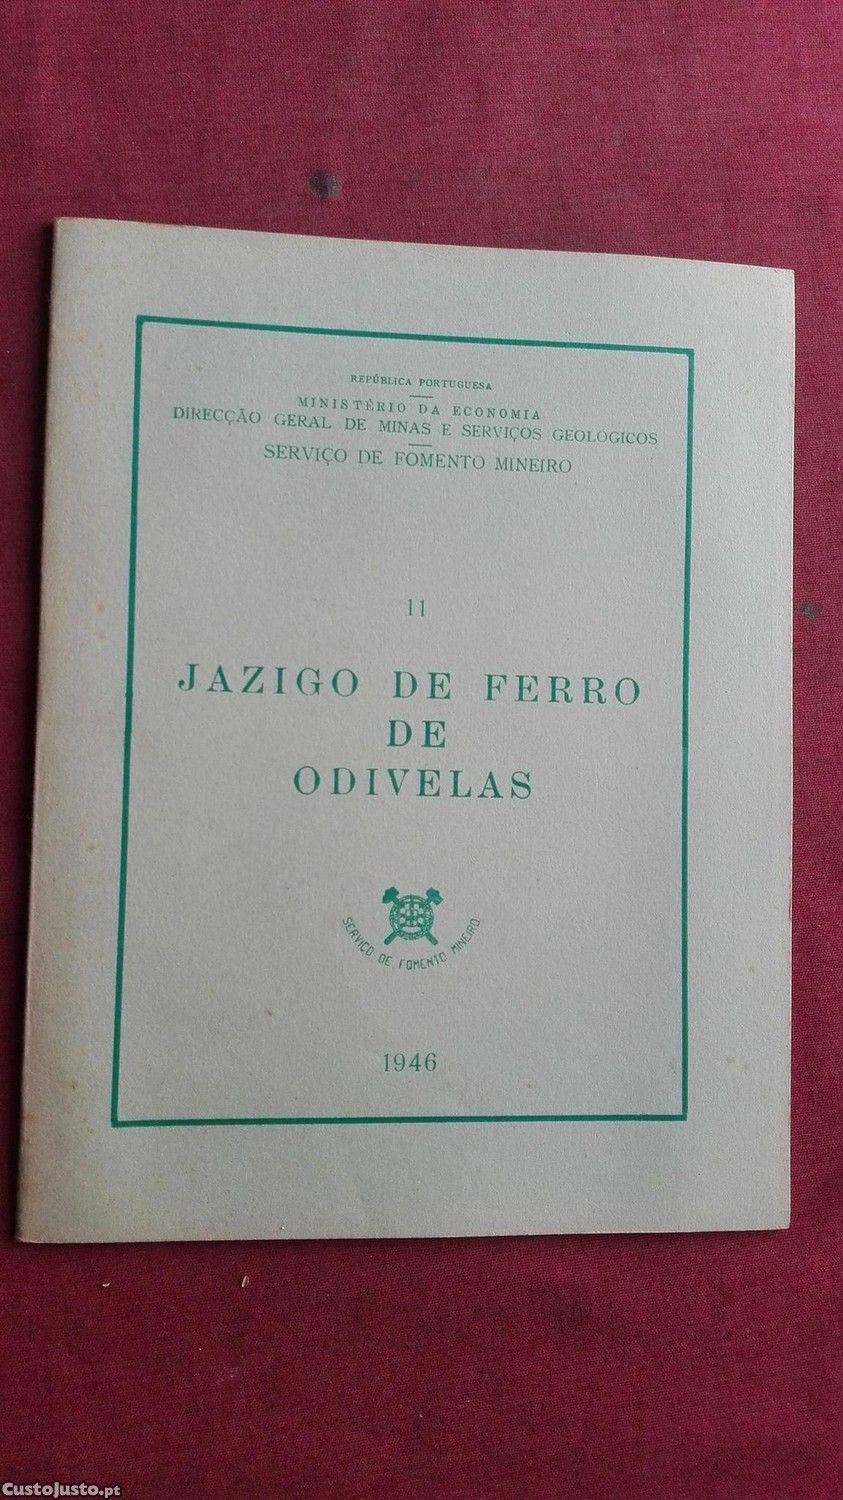 REPÚBLICA PORTUGUESA
MINISTÉRIO DA ECONOMIA
DIRECÇÃO GERAL DE MINAS E SERVIÇOS GEOLÓGICOS
SERVIÇO DE FOMENTO MINEIRO
11
JAZIGO DE FERRO
DE
ODIVELAS
SERVIÇO DE FOMENTO MINEIRO
1946
CustoJusto.pt